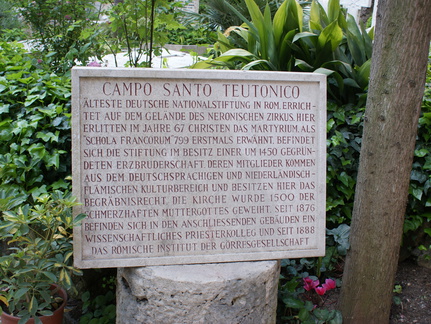 CAMPO SANTO TEUTONICO
ÄLTESTE DEUTSCHE NATIONALSTIFTUNG IN ROM, ERRICH-
TET AUF DEM GELÄNDE DES NERONISCHEN ZIRKUS. HIER
ERLITTEN IM JAHRE 67 CHRISTEN DAS MARTYRIUM. ALS
"SCHOLA FRANCORUM" 799 ERSTMALS ERWÄHNT. BEFINDET
SICH DIE STIFTUNG IM BESITZ EINER UM 1450 GEGRÜN-
DETEN ERZBRUDERSCHAFT DEREN MITGLIEDER KOMMEN
AUS DEM DEUTSCHSPRACHIGEN UND NIEDERLÄNDISCH-
FLÄMISCHEN KULTURBEREICH UND BESITZEN HIER DAS
BEGRÄBNISRECHT. DIE KIRCHE WURDE 1500 DER
SCHMERZHAFTEN MUTTERGOTTES GEWEIHT. SEIT 1876
BEFINDEN SICH IN DEN ANSCHLIESSENDEN GEBÄUDEN EIN
WISSENSCHAFTLICHES PRIESTERKOLLEG UND SEIT 1888
DAS RÖMISCHE INSTITUT DER GÖRRESGESELLSCHAFT